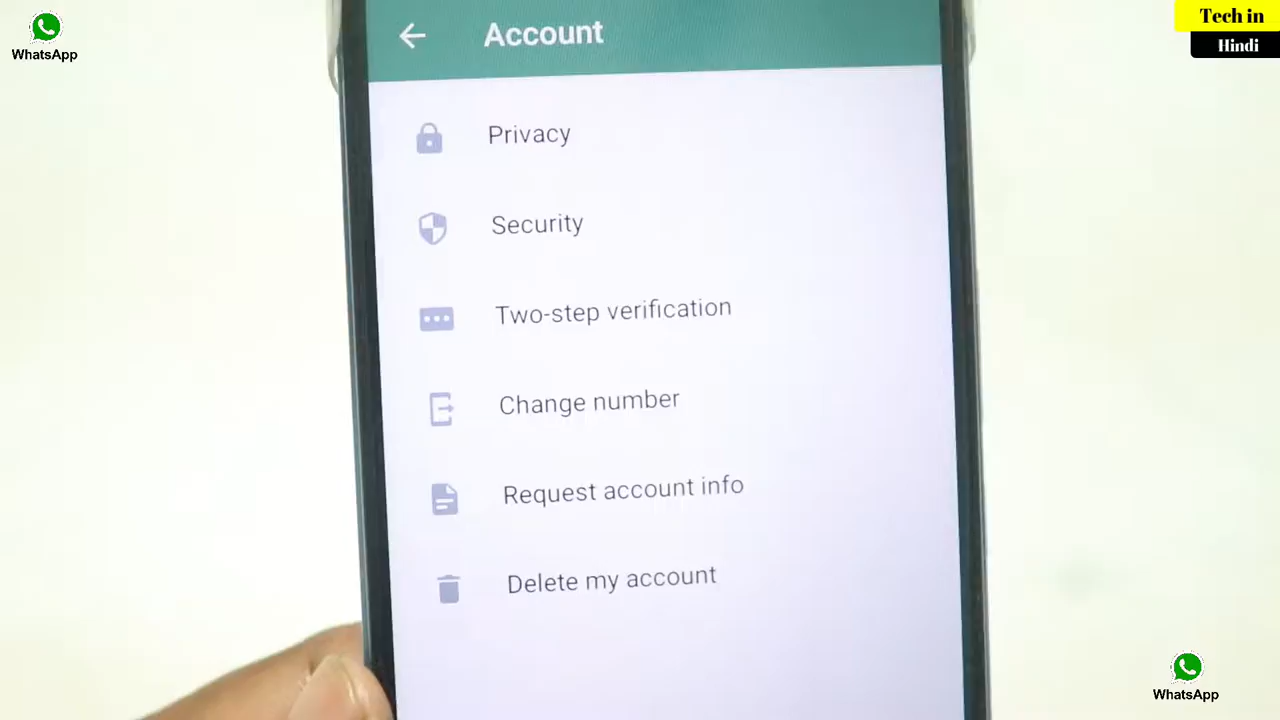 WhatsApp
Tech in
Hindi
Account
Privacy
Security
Two-step verification
Change number
Request account info
Delete my account
WhatsApp